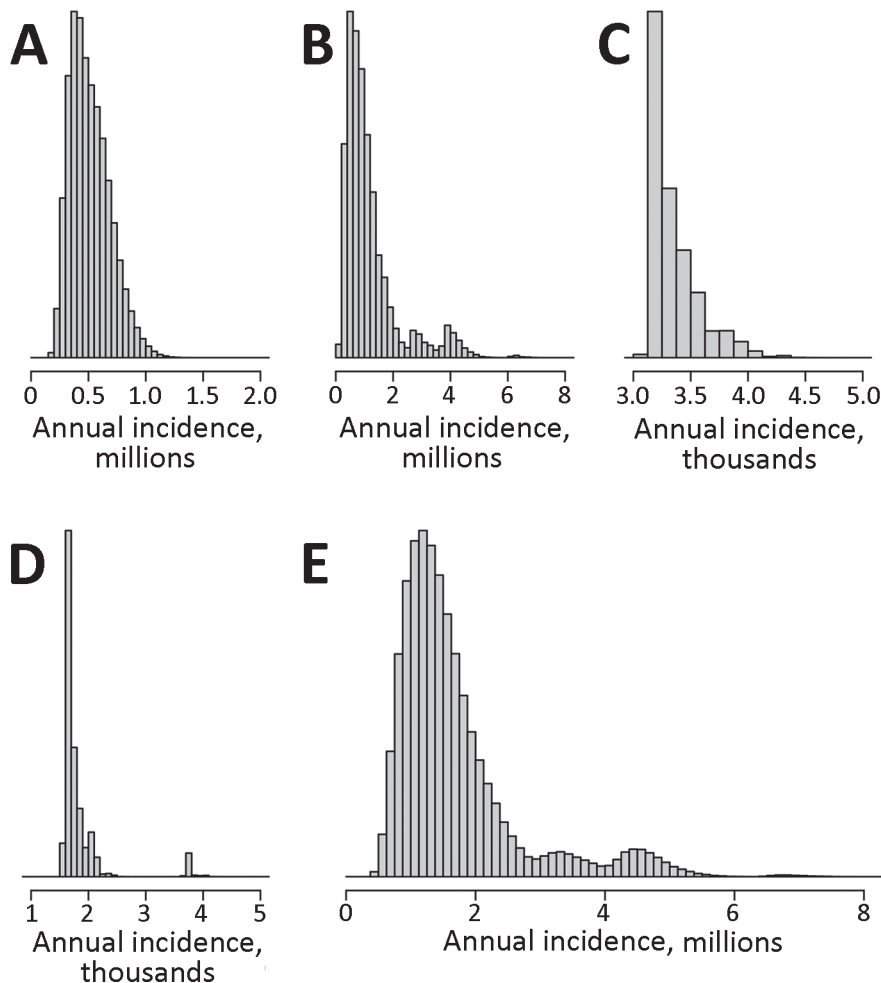 A B C
0 0.5 1.0 1.5 2.0 0 2 4 6 8 3.0 3.5 4.0 4.5 5.0
Annual incidence, Annual incidence, Annual incidence,
millions millions thousands
D E
1 2 3 4 5 0 2 4 6 8
Annual incidence, Annual incidence, millions
thousands